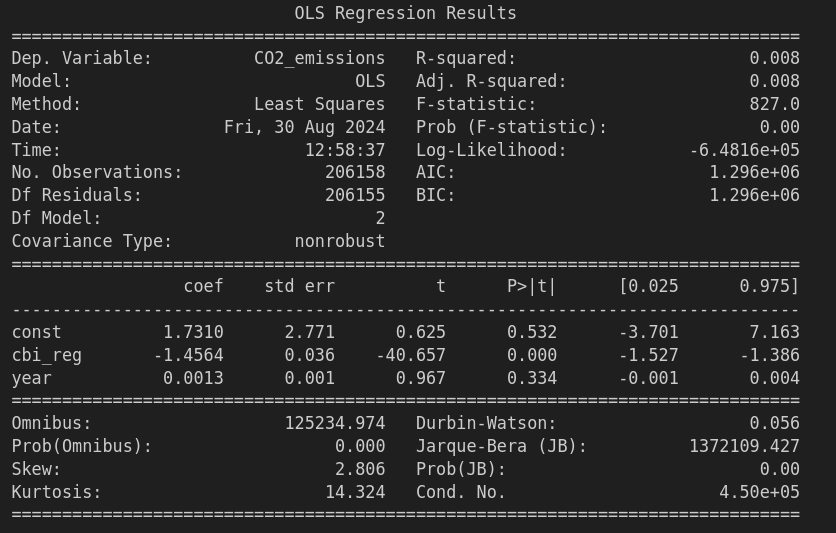 OLS Regression Results
==============================================================================
Dep. Variable: CO2_emissions R-squared: 0.008
Model: OLS Adj. R-squared: 0.008
Method: Least Squares F-statistic: 827.0
Date: Fri, 30 Aug 2024 Prob (F-statistic): 0.00
Time: 12:58:37 Log-Likelihood: -6.4816e+05
No. Observations: 206158 AIC: 1.296e+06
Df Residuals: 206155 BIC: 1.296e+06
Df Model: 2
Covariance Type: nonrobust
==============================================================================
coef std err t P>|t| [0.025 0.975]
------------------------------------------------------------------------------
const 1.7310 2.771 0.625 0.532 -3.701 7.163
cbi_reg -1.4564 0.036 -40.657 0.000 -1.527 -1.386
year 0.0013 0.001 0.967 0.334 -0.001 0.004
==============================================================================
Omnibus: 125234.974 Durbin-Watson: 0.056
Prob(Omnibus): 0.000 Jarque-Bera (JB): 1372109.427
Skew: 2.806 Prob(JB): 0.00
Kurtosis: 14.324 Cond. No. 4.50e+05
==============================================================================